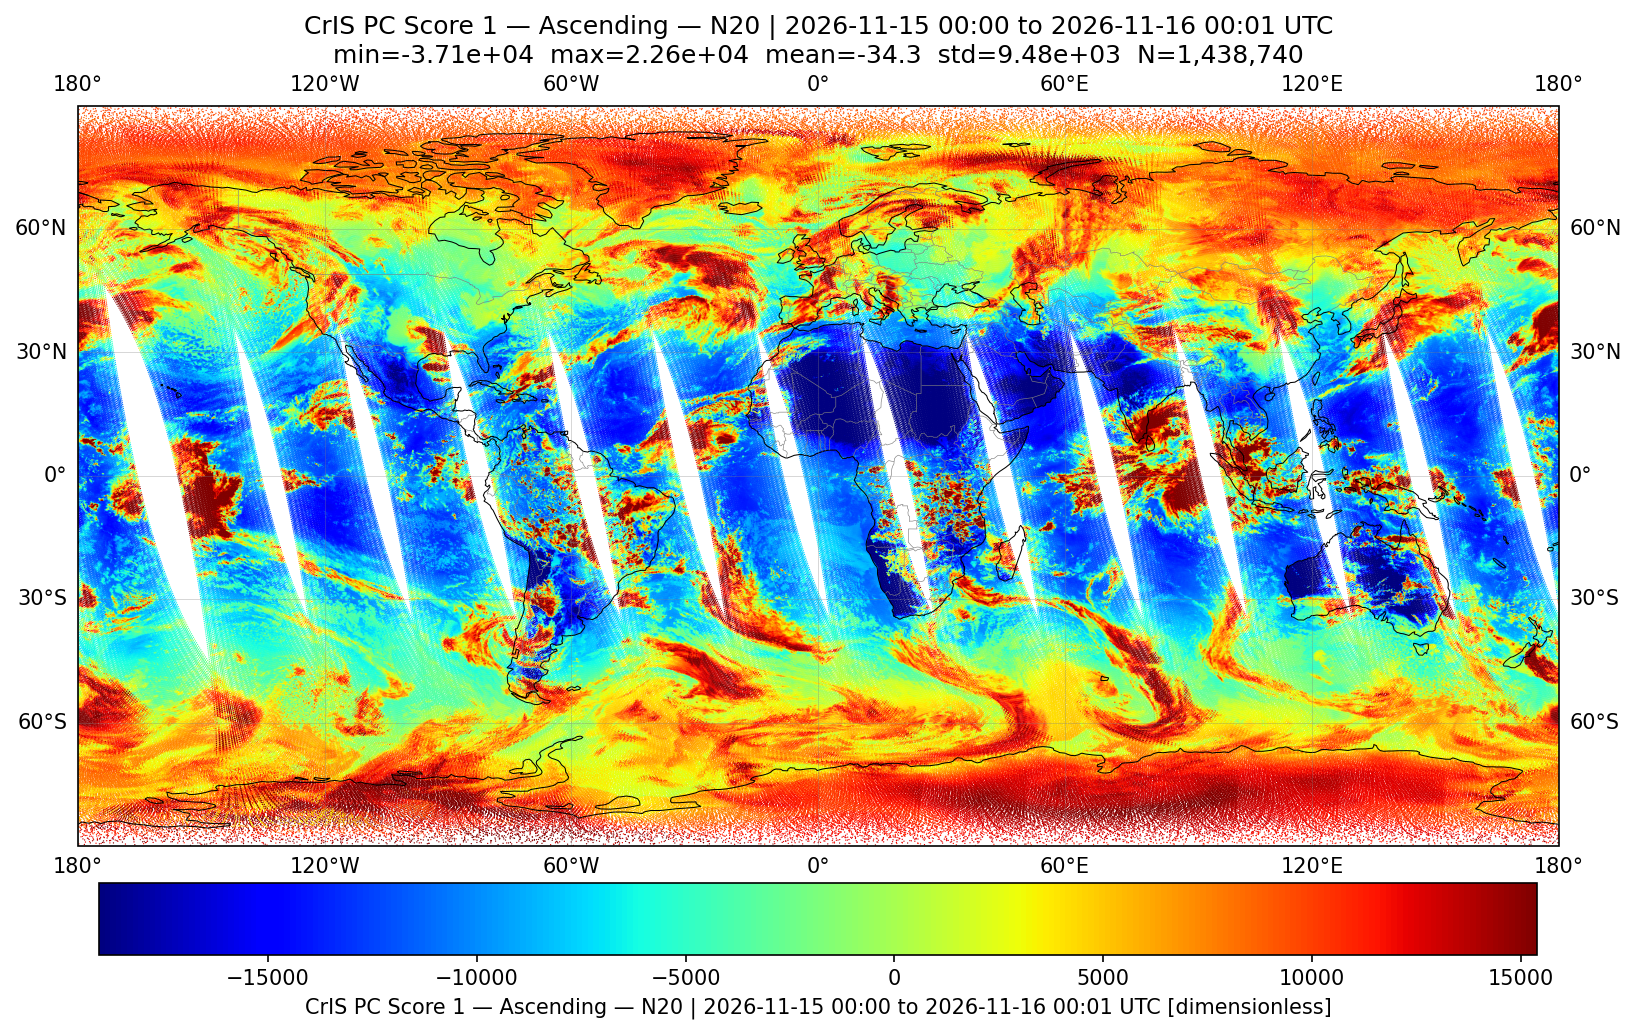 CrIS PC Score 1 — Ascending — N20 | 2026-11-15 00:00 to 2026-11-16 00:01 UTC
min=-3.71e+04 max=2.26e+04 mean=-34.3 std=9.48e+03 N=1,438,740
180° 120°W 60°W 0° 60°E 120°E 180°
60°N 60°N
30°N 30°N
0° 0°
30°S 30°S
60°S 60°S
180° 120°W 60°W 0° 60°E 120°E 180°
−15000 −10000 −5000 0 5000 10000 15000
CrIS PC Score 1 — Ascending — N20 | 2026-11-15 00:00 to 2026-11-16 00:01 UTC [dimensionless]